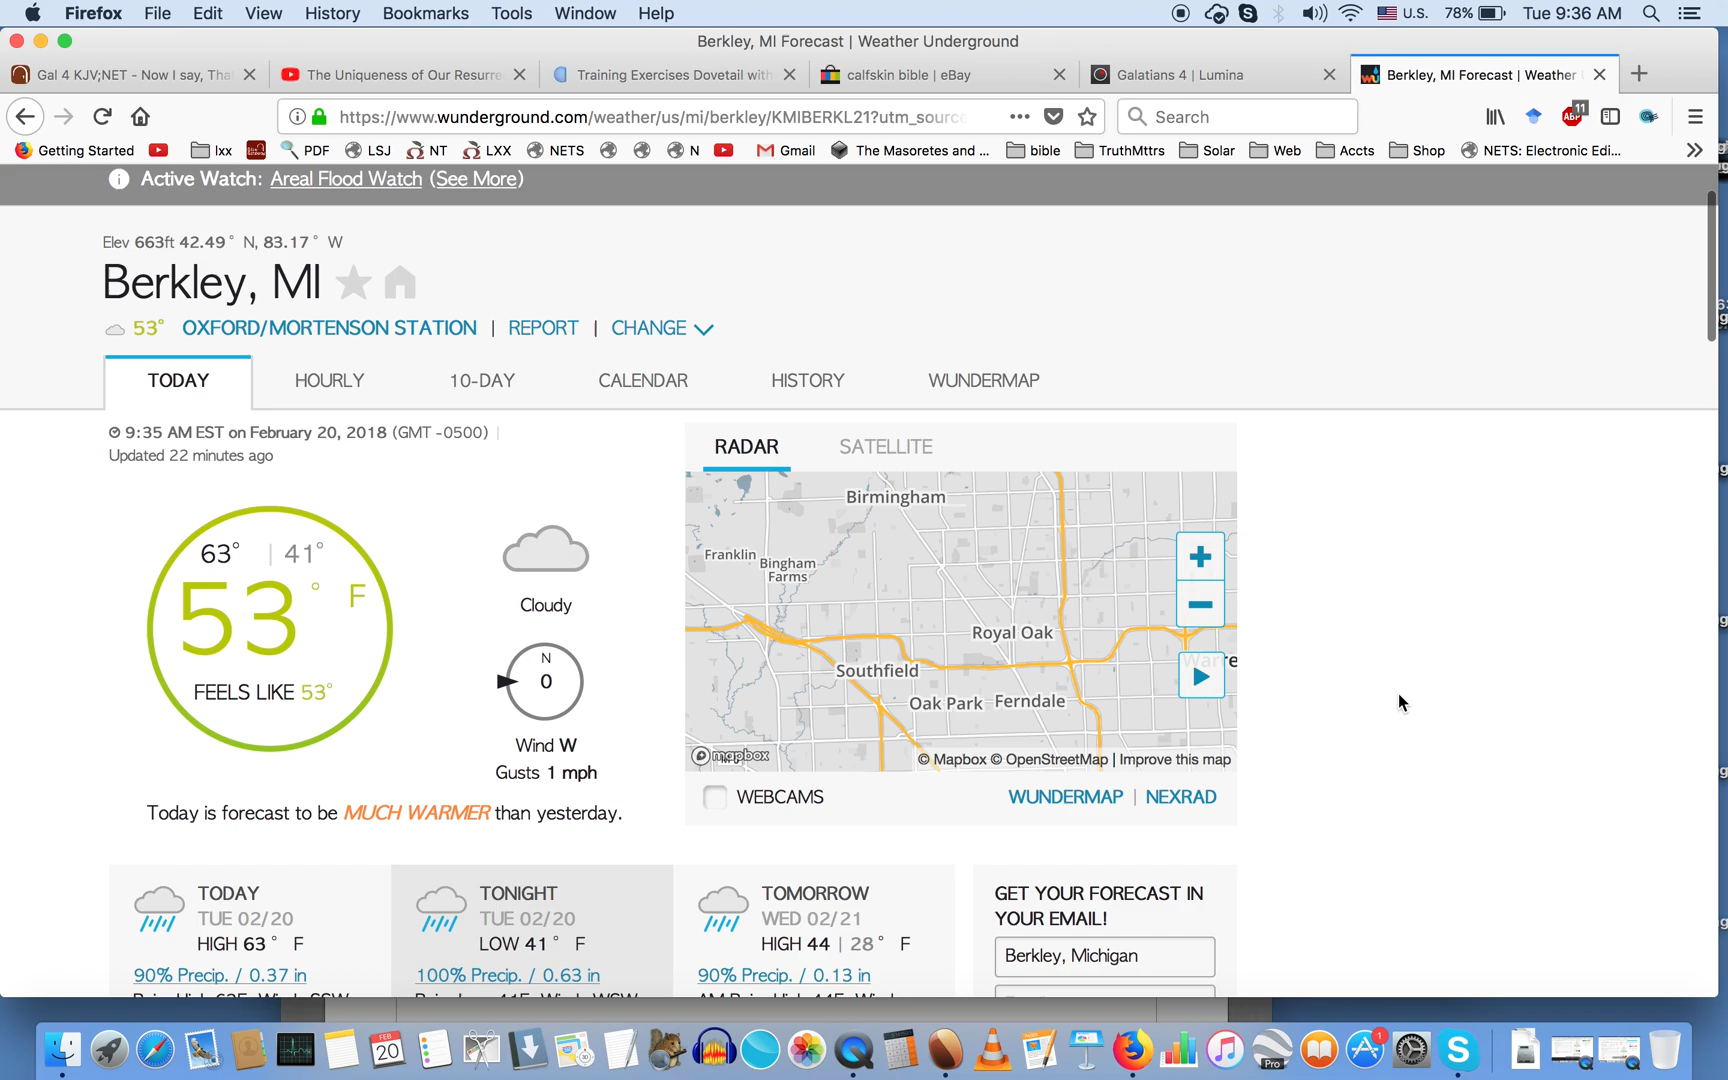 Firefox File Edit View History Bookmarks Tools Window Help U.S. 78% Tue 9:36 AM
Berkley, MI Forecast | Weather Underground
Gal 4 KJV;NET - Now I say, Tha The Uniqueness of Our Resurre Training Exercises Dovetail with calfskin bible | eBay Galatians 4 | Lumina Berkley, MI Forecast | Weather
https://www.wunderground.com/weather/us/mi/berkley/KMIBERKL21?utm_source Search ABP 11
Getting Started lxx PDF LSJ NT LXX NETS N Gmail The Masoretes and ... bible TruthMttrs Solar Web Accts Shop NETS: Electronic Edi...
Active Watch: Areal Flood Watch (See More)
Elev 663ft 42.49° N, 83.17° W
Berkley, MI
53° OXFORD/MORTENSON STATION | REPORT | CHANGE
TODAY HOURLY 10-DAY CALENDAR HISTORY WUNDERMAP
9:35 AM EST on February 20, 2018 (GMT -0500)
Updated 22 minutes ago
63° | 41°
53° F
FEELS LIKE 53°
Cloudy
N
0
Wind W
Gusts 1 mph
Today is forecast to be MUCH WARMER than yesterday.
RADAR SATELLITE
Birmingham
Franklin
Bingham
Farms
Royal Oak
Warre
Southfield
Oak Park Ferndale
mapbox © Mapbox © OpenStreetMap | Improve this map
WEBCAMS WUNDERMAP | NEXRAD
TODAY
TUE 02/20
HIGH 63° F
90% Precip. / 0.37 in
TONIGHT
TUE 02/20
LOW 41° F
100% Precip. / 0.63 in
TOMORROW
WED 02/21
HIGH 44 | 28° F
90% Precip. / 0.13 in
GET YOUR FORECAST IN
YOUR EMAIL!
Berkley, Michigan
FEB
20
Pro
1